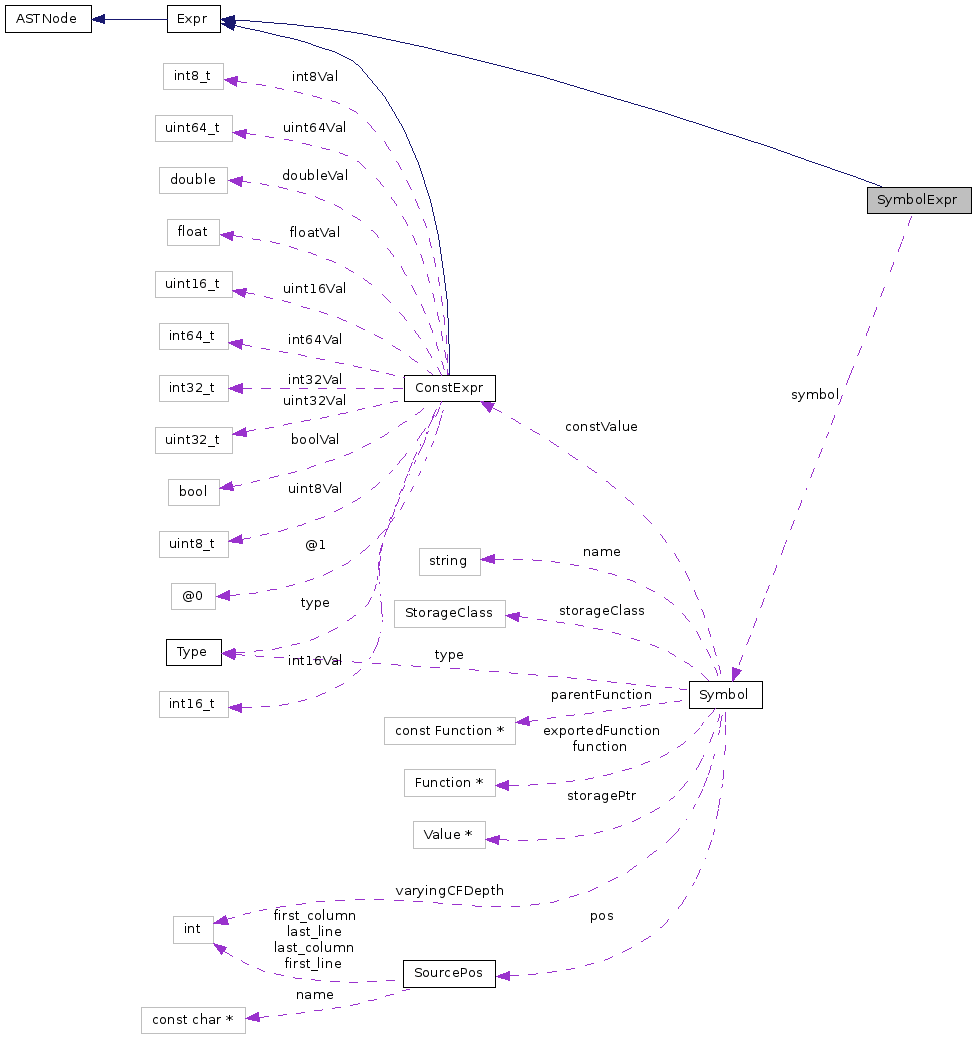 ASTNode
Expr
int8_t
int8Val
uint64_t
uint64Val
double
doubleVal
SymbolExpr
float
floatVal
uint16_t
uint16Val
int64_t
int64Val
int32_t
int32Val
ConstExpr
symbol
uint32Val
constValue
uint32_t
boolVal
bool
uint8Val
uint8_t
@1
name
string
@0
type
storageClass
StorageClass
Type
int16Val
type
Symbol
parentFunction
int16_t
const Function *
exportedFunction
function
Function *
storagePtr
Value *
varyingCFDepth
first_column
last_line
last_column
first_line
pos
int
SourcePos
name
const char *